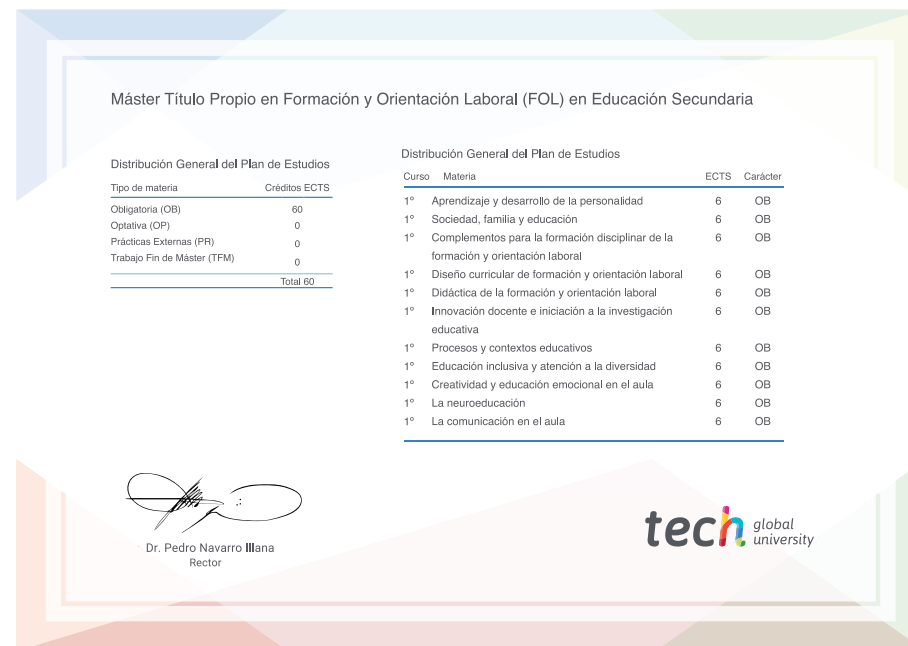 Máster Título Propio en Formación y Orientación Laboral (FOL) en Educación Secundaria
Distribución General del Plan de Estudios
Tipo de materia Créditos ECTS
Obligatoria (OB) 60
Optativa (OP) 0
Prácticas Externas (PR) 0
Trabajo Fin de Máster (TFM) 0
Total 60
Distribución General del Plan de Estudios
Curso Materia ECTS Carácter
1º Aprendizaje y desarrollo de la personalidad 6 OB
1º Sociedad, familia y educación 6 OB
1º Complementos para la formación disciplinar de la 6 OB
formación y orientación laboral
1º Diseño curricular de formación y orientación laboral 6 OB
1º Didáctica de la formación y orientación laboral 6 OB
1º Innovación docente e iniciación a la investigación 6 OB
educativa
1º Procesos y contextos educativos 6 OB
1º Educación inclusiva y atención a la diversidad 6 OB
1º Creatividad y educación emocional en el aula 6 OB
1º La neuroeducación 6 OB
1º La comunicación en el aula 6 OB
Dr. Pedro Navarro Illana
Rector
tech global
university